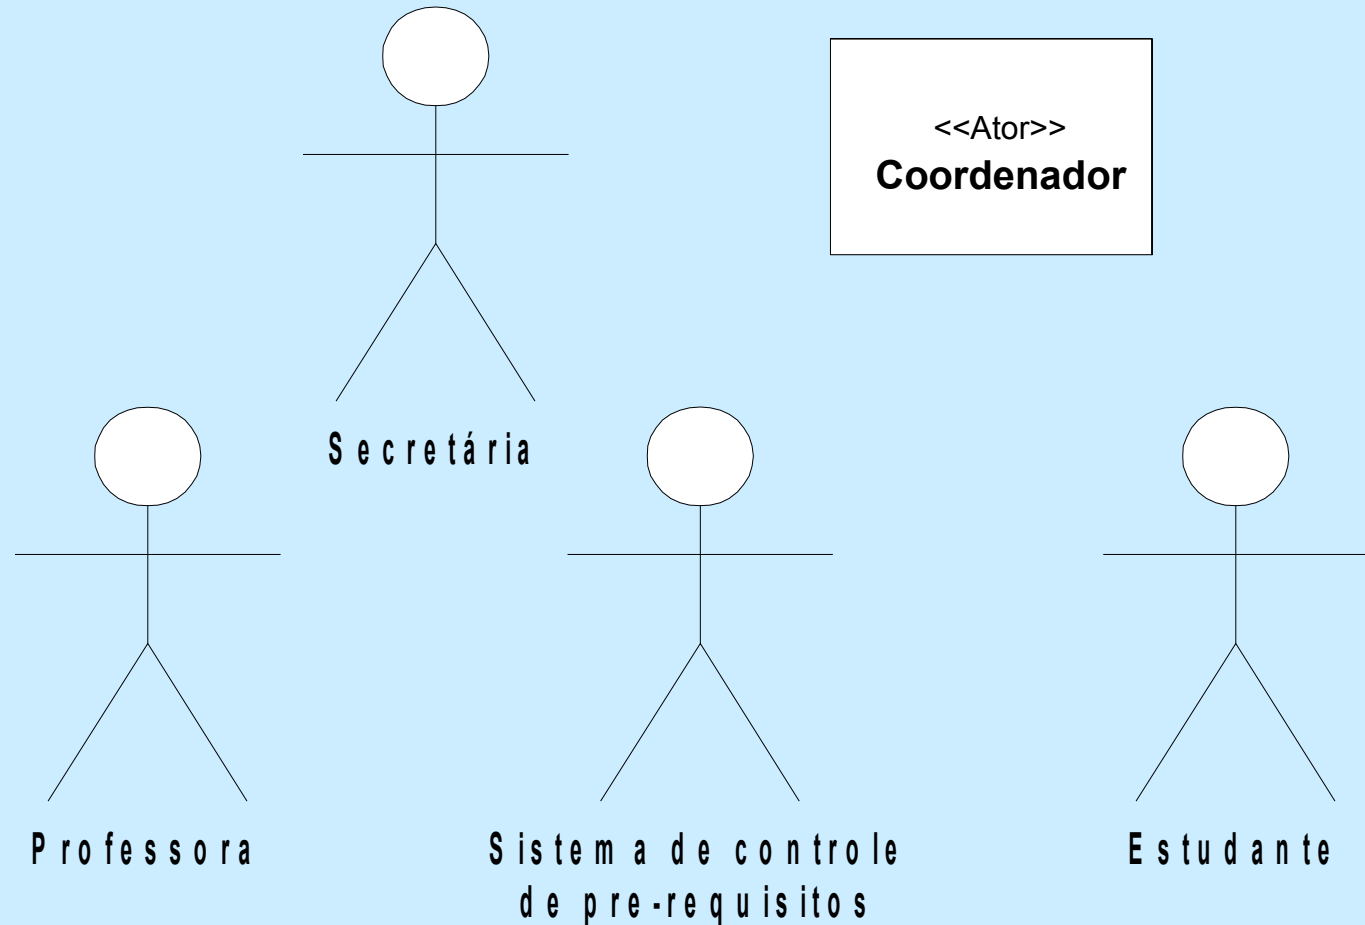 <<Ator>>
Coordenador
Secretária
Professora
Sistema de controle
de pre-requisitos
Estudante